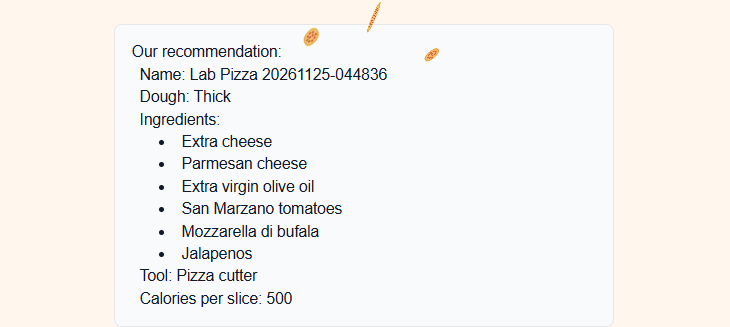 Our recommendation:
Name: Lab Pizza 20261125-044836
Dough: Thick
Ingredients:
• Extra cheese
• Parmesan cheese
• Extra virgin olive oil
• San Marzano tomatoes
• Mozzarella di bufala
• Jalapenos
Tool: Pizza cutter
Calories per slice: 500